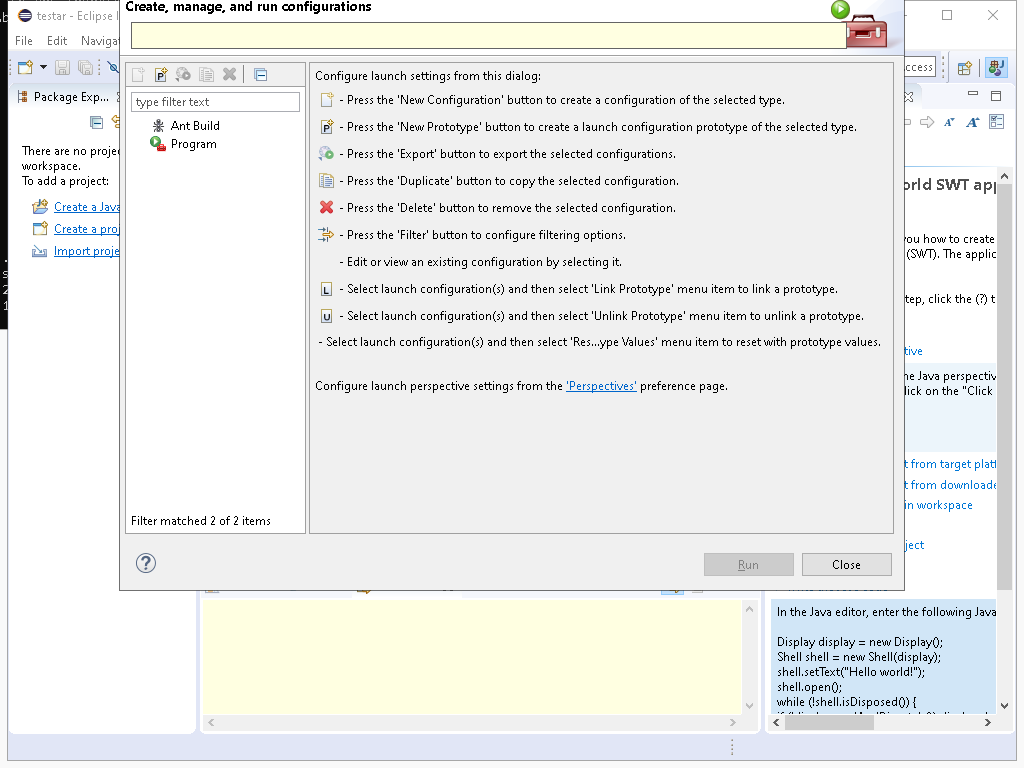 Create, manage, and run configurations
testar - Eclipse
File Edit Naviga
Package Exp...
There are no proje
workspace.
To add a project:
Create a Java
Create a proj
Import proje
type filter text
Ant Build
Program
Filter matched 2 of 2 items
Configure launch settings from this dialog:
- Press the 'New Configuration' button to create a configuration of the selected type.
P - Press the 'New Prototype' button to create a launch configuration prototype of the selected type.
- Press the 'Export' button to export the selected configurations.
- Press the 'Duplicate' button to copy the selected configuration.
- Press the 'Delete' button to remove the selected configuration.
- Press the 'Filter' button to configure filtering options.
- Edit or view an existing configuration by selecting it.
L - Select launch configuration(s) and then select 'Link Prototype' menu item to link a prototype.
U - Select launch configuration(s) and then select 'Unlink Prototype' menu item to unlink a prototype.
- Select launch configuration(s) and then select 'Res...ype Values' menu item to reset with prototype values.
Configure launch perspective settings from the 'Perspectives' preference page.
Run
Close
ccess
orld SWT app
you how to create
(SWT). The applic
tep, click the (?) t
tive
he Java perspectiv
lick on the "Click
t from target platf
t from downloade
in workspace
ject
In the Java editor, enter the following Java
Display display = new Display();
Shell shell = new Shell(display);
shell.setText("Hello world!");
shell.open();
while (!shell.isDisposed()) {